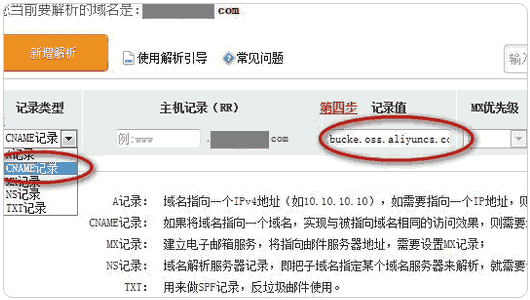 您当前要解析的域名是: com
新增解析
使用解析引导
常见问题
输入
记录类型
主机记录（RR）
第四步 记录值
MX优先级
CNAME记录
例:www
. com
bucke.oss.aliyuncs.co
A记录
CNAME记录
MX记录
NS记录
TXT记录
A记录: 域名指向一个IPv4地址（如10.10.10.10），如需要指向一个IP地址，则
CNAME记录: 如果将域名指向一个域名，实现与被指向域名相同的访问效果，则需要
MX记录: 建立电子邮箱服务，将指向邮件服务器地址，需要设置MX记录；
NS记录: 域名解析服务器记录，即把子域名指定某个域名服务器来解析，就需要
TXT: 用来做SPF记录，反垃圾邮件使用。